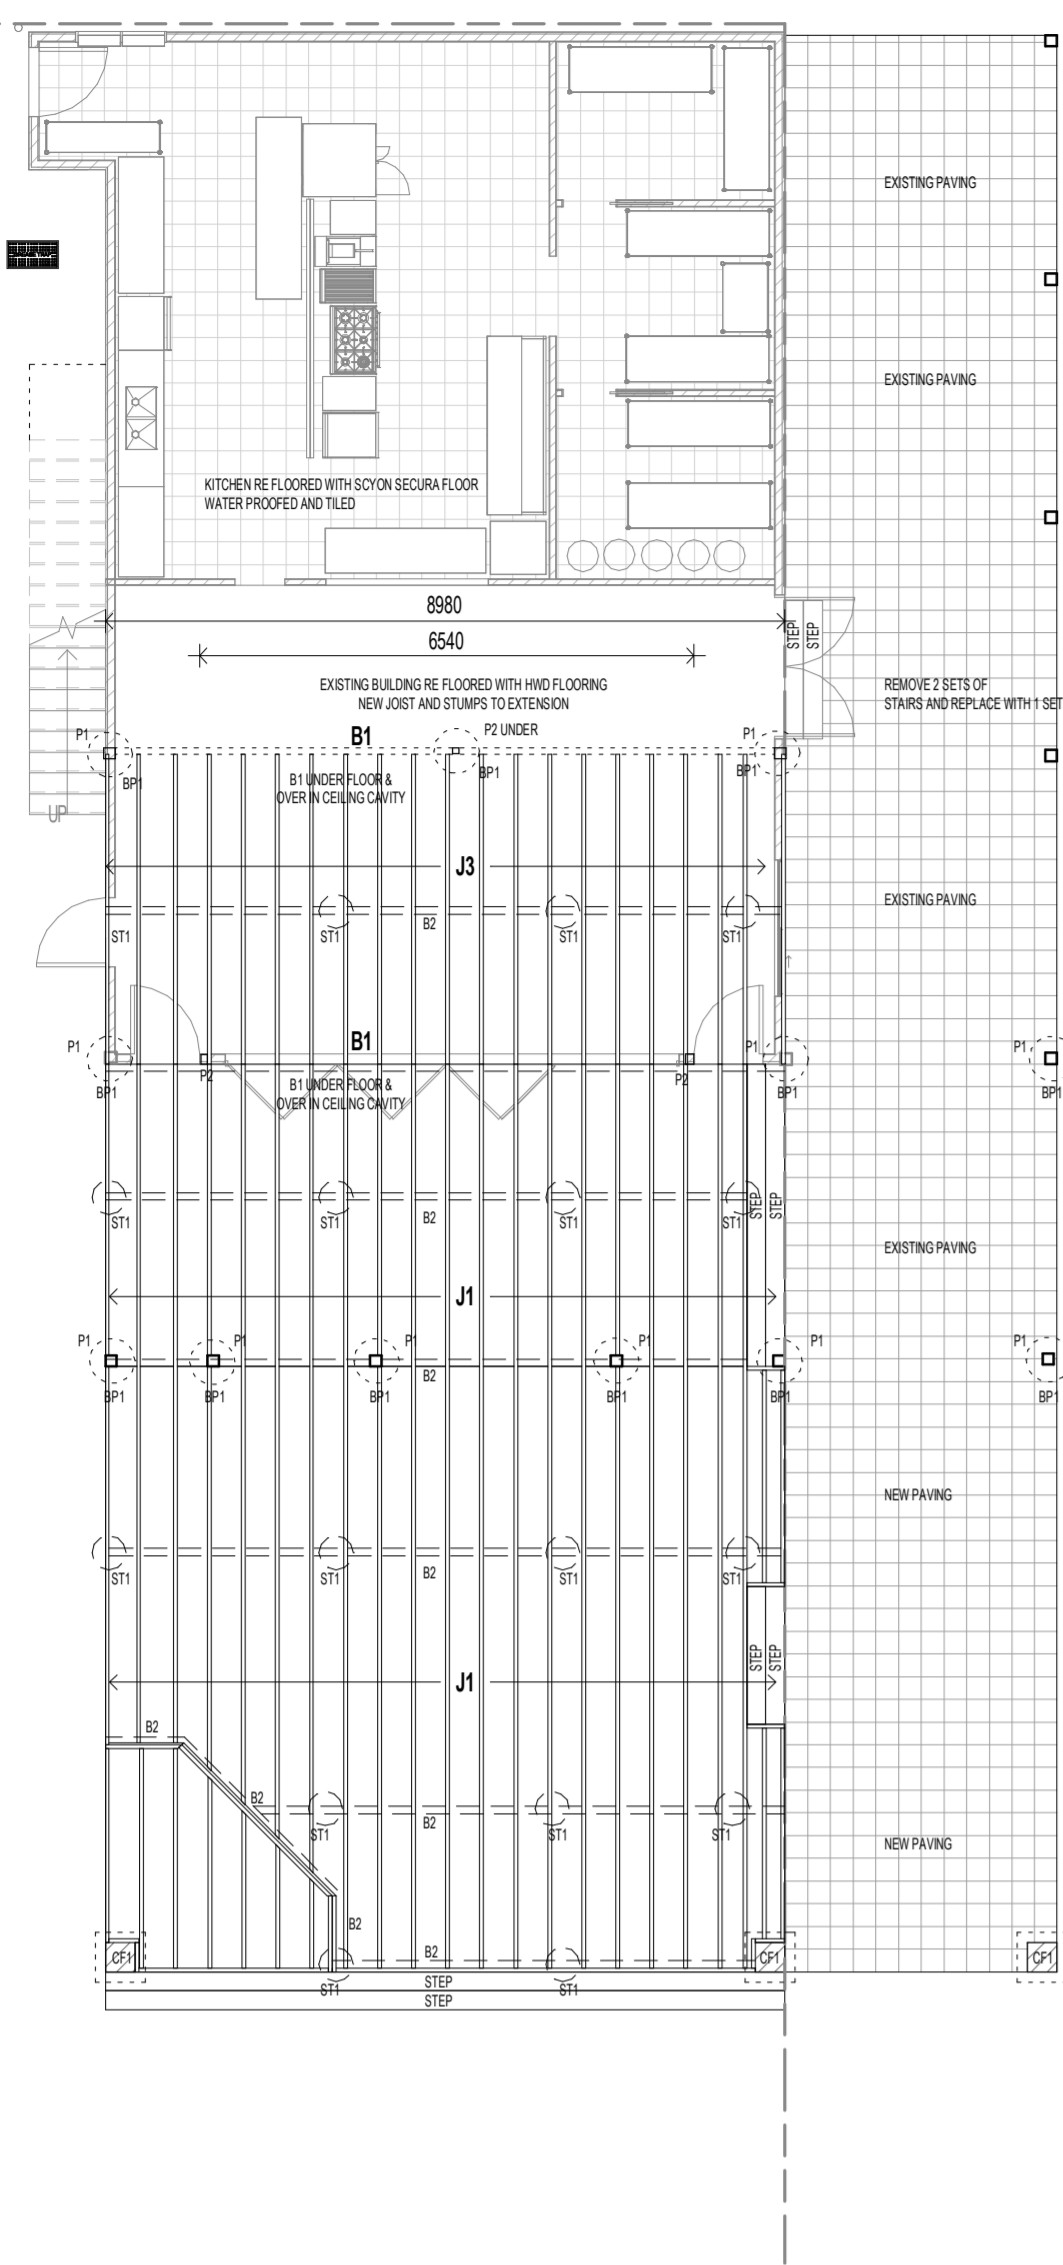 EXISTING PAVING
EXISTING PAVING
KITCHEN RE FLOORED WITH SCYON SECURA FLOOR
WATER PROOFED AND TILED
8980
6540
STEP
STEP
EXISTING BUILDING RE FLOORED WITH HWD FLOORING
NEW JOIST AND STUMPS TO EXTENSION
REMOVE 2 SETS OF
STAIRS AND REPLACE WITH 1 SET
P1
B1
P2 UNDER
P1
BP1
BP1
BP1
B1 UNDER FLOOR &
OVER IN CEILING CAVITY
UP
J3
EXISTING PAVING
ST1
ST1
B2
ST1
ST1
P1
B1
P1
P1
P2
P2
BP1
B1 UNDER FLOOR &
OVER IN CEILING CAVITY
BP1
BP1
ST1
ST1
B2
ST1
ST1
STEP
STEP
EXISTING PAVING
J1
P1
P1
P1
P1
P1
P1
B2
BP1
BP1
BP1
BP1
BP1
BP1
NEW PAVING
ST1
ST1
B2
ST1
ST1
STEP
STEP
J1
B2
B2
B2
ST1
ST1
ST1
NEW PAVING
B2
B2
CF1
CF1
CF1
STEP
ST1
ST1
STEP